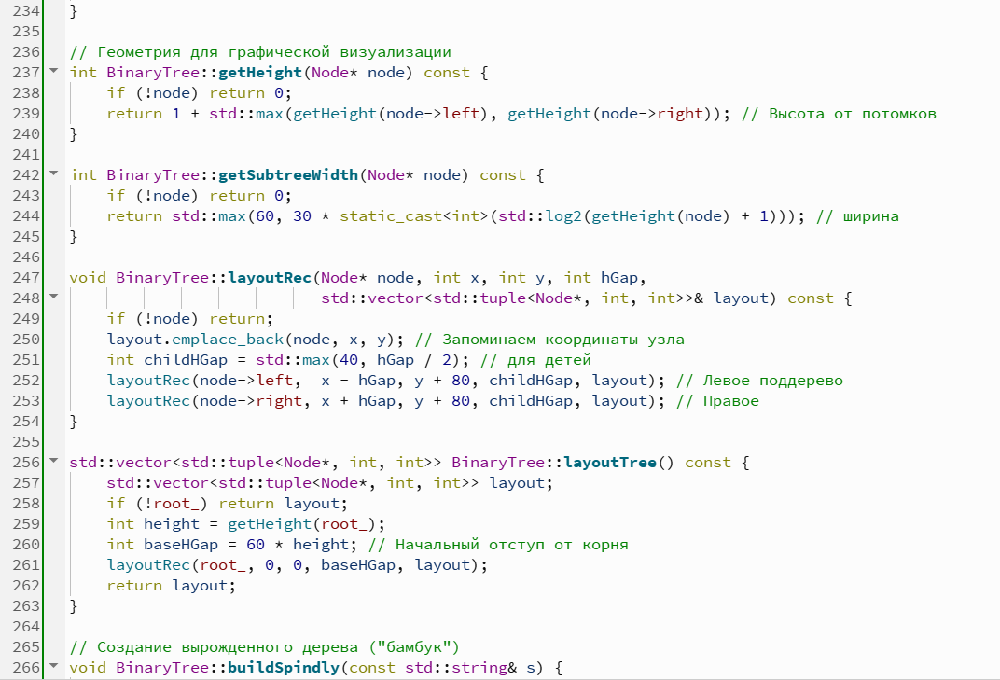 234 }
235
236 // Геометрия для графической визуализации
237 int BinaryTree::getHeight(Node* node) const {
238     if (!node) return 0;
239     return 1 + std::max(getHeight(node->left), getHeight(node->right)); // Высота от потомков
240 }
241
242 int BinaryTree::getSubtreeWidth(Node* node) const {
243     if (!node) return 0;
244     return std::max(60, 30 * static_cast<int>(std::log2(getHeight(node) + 1))); // ширина
245 }
246
247 void BinaryTree::layoutRec(Node* node, int x, int y, int hGap,
248                            std::vector<std::tuple<Node*, int, int>>& layout) const {
249     if (!node) return;
250     layout.emplace_back(node, x, y); // Запоминаем координаты узла
251     int childHGap = std::max(40, hGap / 2); // для детей
252     layoutRec(node->left,  x - hGap, y + 80, childHGap, layout); // Левое поддерево
253     layoutRec(node->right, x + hGap, y + 80, childHGap, layout); // Правое
254 }
255
256 std::vector<std::tuple<Node*, int, int>> BinaryTree::layoutTree() const {
257     std::vector<std::tuple<Node*, int, int>> layout;
258     if (!root_) return layout;
259     int height = getHeight(root_);
260     int baseHGap = 60 * height; // Начальный отступ от корня
261     layoutRec(root_, 0, 0, baseHGap, layout);
262     return layout;
263 }
264
265 // Создание вырожденного дерева ("бамбук")
266 void BinaryTree::buildSpindly(const std::string& s) {